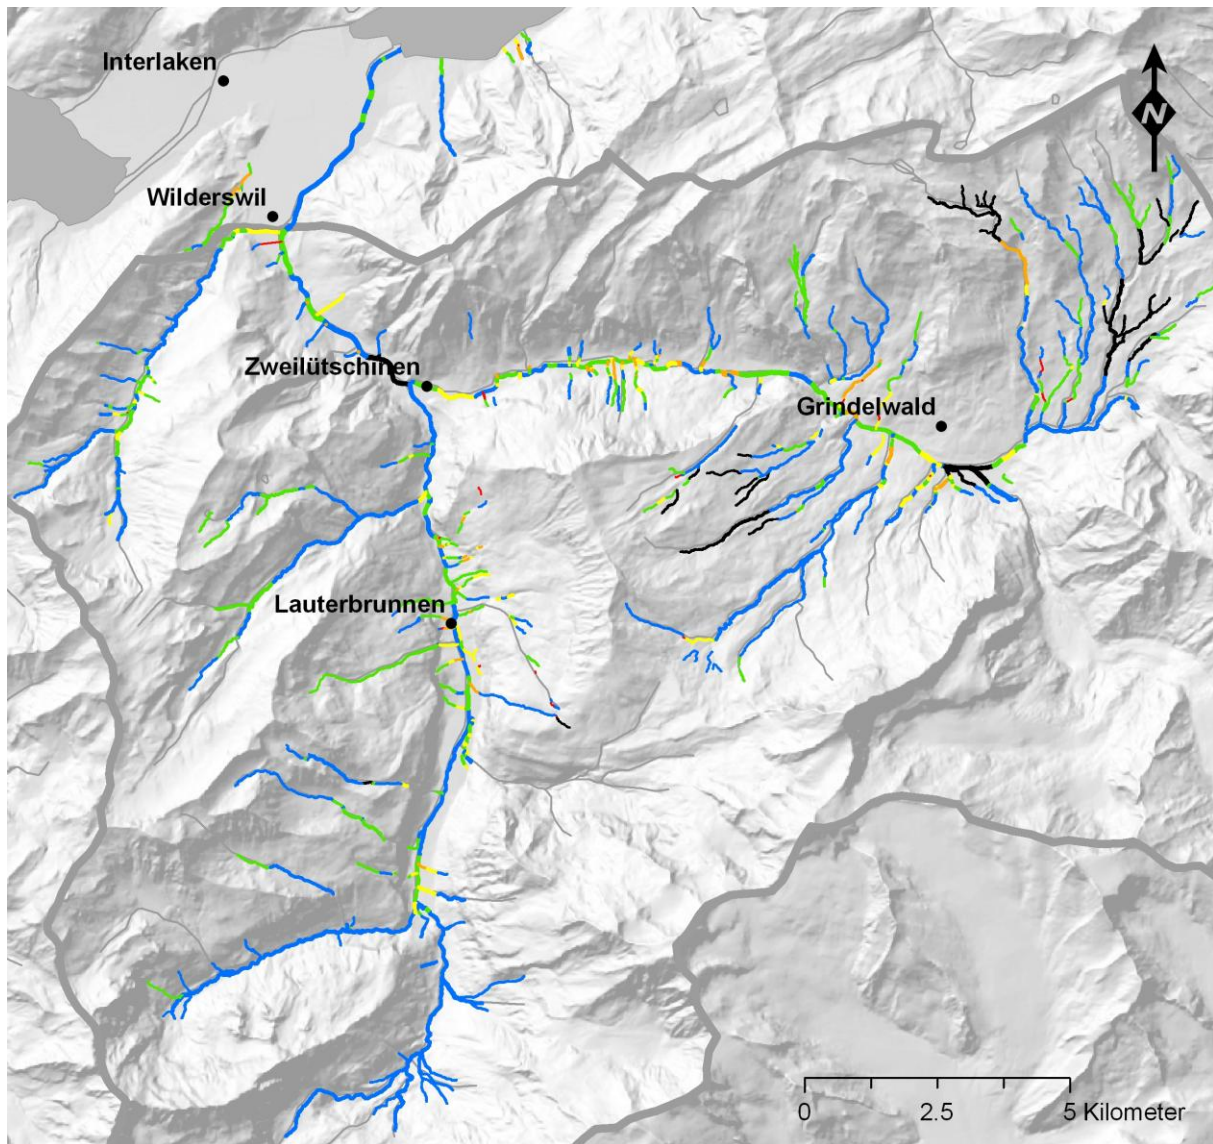 Interlaken
N
Wilderswil
Zweilütschinen
Grindelwald
Lauterbrunnen
0 2.5 5 Kilometer